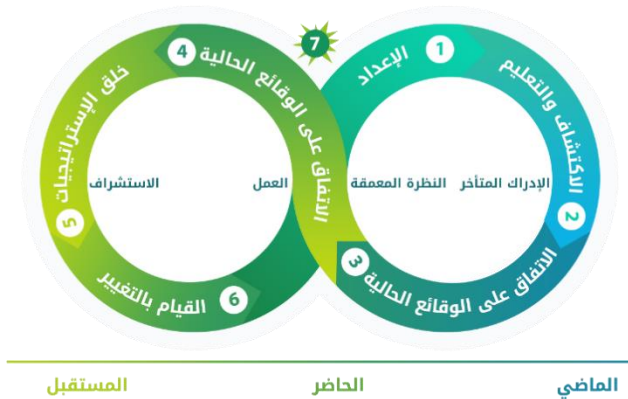 1 الإعداد
الاكتشاف والتعليم
2
3 الاتفاق على الوقائع الحالية
4 الاتفاق على الوقائع الحالية
خلق الإستراتيجيات
5
6 القيام بالتغيير
7
الإدراك المتأخر
النظرة المعمقة
العمل
الاستشراف
الماضي
الحاضر
المستقبل